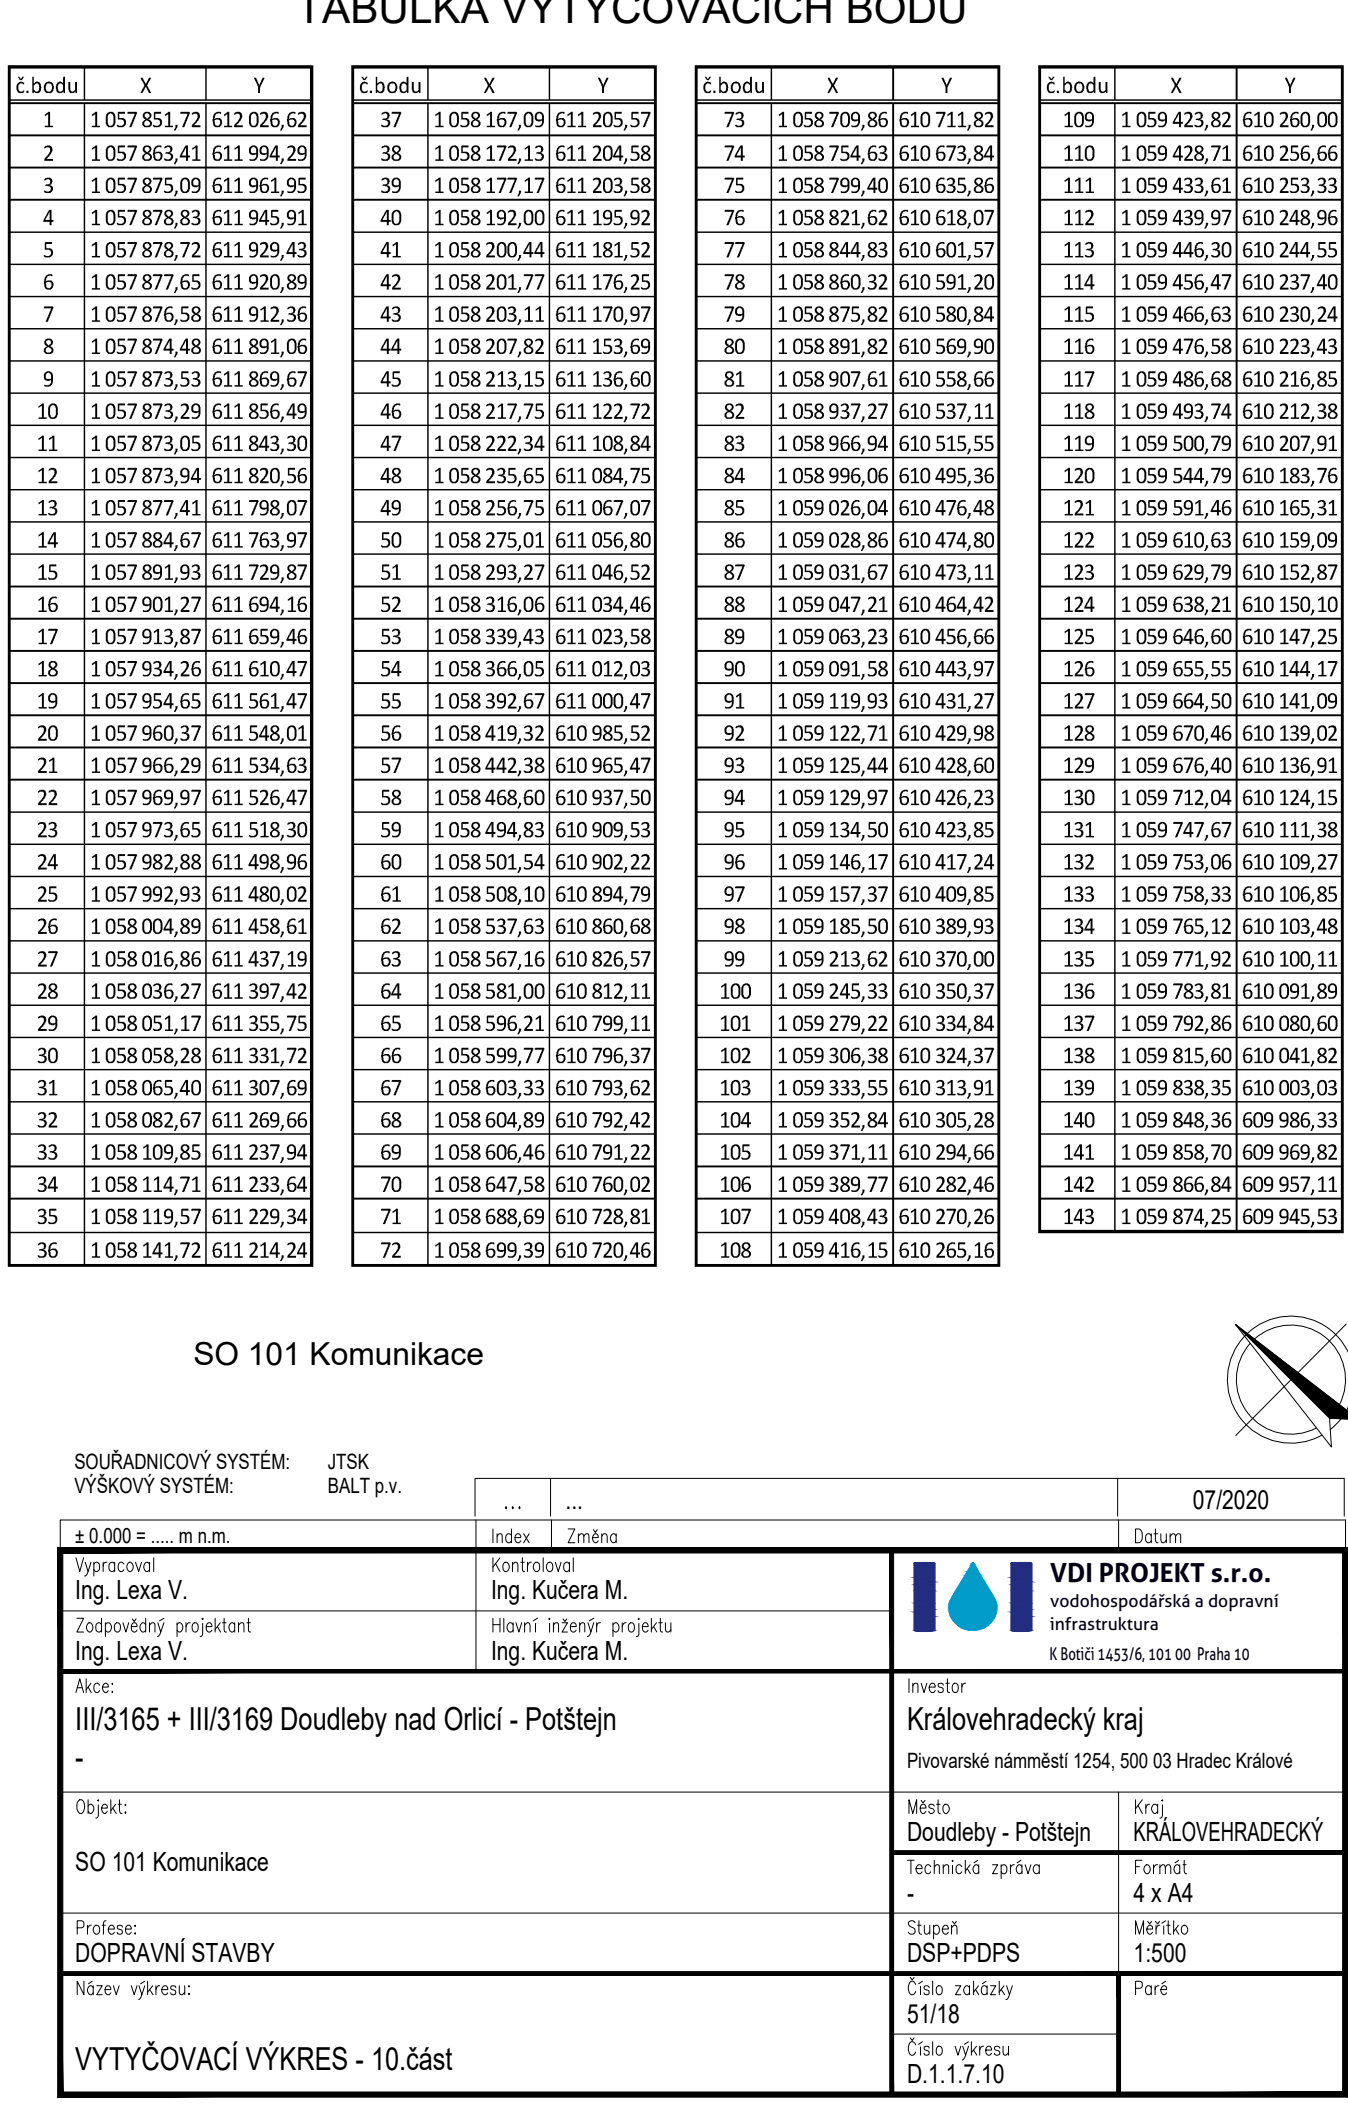 TABULKA VYTYČOVACÍCH BODŮ
č.bodu X Y
1 1 057 851,72 612 026,62
2 1 057 863,41 611 994,29
3 1 057 875,09 611 961,95
4 1 057 878,83 611 945,91
5 1 057 878,72 611 929,43
6 1 057 877,65 611 920,89
7 1 057 876,58 611 912,36
8 1 057 874,48 611 891,06
9 1 057 873,53 611 869,67
10 1 057 873,29 611 856,49
11 1 057 873,05 611 843,30
12 1 057 873,94 611 820,56
13 1 057 877,41 611 798,07
14 1 057 884,67 611 763,97
15 1 057 891,93 611 729,87
16 1 057 901,27 611 694,16
17 1 057 913,87 611 659,46
18 1 057 934,26 611 610,47
19 1 057 954,65 611 561,47
20 1 057 960,37 611 548,01
21 1 057 966,29 611 534,63
22 1 057 969,97 611 526,47
23 1 057 973,65 611 518,30
24 1 057 982,88 611 498,96
25 1 057 992,93 611 480,02
26 1 058 004,89 611 458,61
27 1 058 016,86 611 437,19
28 1 058 036,27 611 397,42
29 1 058 051,17 611 355,75
30 1 058 058,28 611 331,72
31 1 058 065,40 611 307,69
32 1 058 082,67 611 269,66
33 1 058 109,85 611 237,94
34 1 058 114,71 611 233,64
35 1 058 119,57 611 229,34
36 1 058 141,72 611 214,24
č.bodu X Y
37 1 058 167,09 611 205,57
38 1 058 172,13 611 204,58
39 1 058 177,17 611 203,58
40 1 058 192,00 611 195,92
41 1 058 200,44 611 181,52
42 1 058 201,77 611 176,25
43 1 058 203,11 611 170,97
44 1 058 207,82 611 153,69
45 1 058 213,15 611 136,60
46 1 058 217,75 611 122,72
47 1 058 222,34 611 108,84
48 1 058 235,65 611 084,75
49 1 058 256,75 611 067,07
50 1 058 275,01 611 056,80
51 1 058 293,27 611 046,52
52 1 058 316,06 611 034,46
53 1 058 339,43 611 023,58
54 1 058 366,05 611 012,03
55 1 058 392,67 611 000,47
56 1 058 419,32 610 985,52
57 1 058 442,38 610 965,47
58 1 058 468,60 610 937,50
59 1 058 494,83 610 909,53
60 1 058 501,54 610 902,22
61 1 058 508,10 610 894,79
62 1 058 537,63 610 860,68
63 1 058 567,16 610 826,57
64 1 058 581,00 610 812,11
65 1 058 596,21 610 799,11
66 1 058 599,77 610 796,37
67 1 058 603,33 610 793,62
68 1 058 604,89 610 792,42
69 1 058 606,46 610 791,22
70 1 058 647,58 610 760,02
71 1 058 688,69 610 728,81
72 1 058 699,39 610 720,46
č.bodu X Y
73 1 058 709,86 610 711,82
74 1 058 754,63 610 673,84
75 1 058 799,40 610 635,86
76 1 058 821,62 610 618,07
77 1 058 844,83 610 601,57
78 1 058 860,32 610 591,20
79 1 058 875,82 610 580,84
80 1 058 891,82 610 569,90
81 1 058 907,61 610 558,66
82 1 058 937,27 610 537,11
83 1 058 966,94 610 515,55
84 1 058 996,06 610 495,36
85 1 059 026,04 610 476,48
86 1 059 028,86 610 474,80
87 1 059 031,67 610 473,11
88 1 059 047,21 610 464,42
89 1 059 063,23 610 456,66
90 1 059 091,58 610 443,97
91 1 059 119,93 610 431,27
92 1 059 122,71 610 429,98
93 1 059 125,44 610 428,60
94 1 059 129,97 610 426,23
95 1 059 134,50 610 423,85
96 1 059 146,17 610 417,24
97 1 059 157,37 610 409,85
98 1 059 185,50 610 389,93
99 1 059 213,62 610 370,00
100 1 059 245,33 610 350,37
101 1 059 279,22 610 334,84
102 1 059 306,38 610 324,37
103 1 059 333,55 610 313,91
104 1 059 352,84 610 305,28
105 1 059 371,11 610 294,66
106 1 059 389,77 610 282,46
107 1 059 408,43 610 270,26
108 1 059 416,15 610 265,16
č.bodu X Y
109 1 059 423,82 610 260,00
110 1 059 428,71 610 256,66
111 1 059 433,61 610 253,33
112 1 059 439,97 610 248,96
113 1 059 446,30 610 244,55
114 1 059 456,47 610 237,40
115 1 059 466,63 610 230,24
116 1 059 476,58 610 223,43
117 1 059 486,68 610 216,85
118 1 059 493,74 610 212,38
119 1 059 500,79 610 207,91
120 1 059 544,79 610 183,76
121 1 059 591,46 610 165,31
122 1 059 610,63 610 159,09
123 1 059 629,79 610 152,87
124 1 059 638,21 610 150,10
125 1 059 646,60 610 147,25
126 1 059 655,55 610 144,17
127 1 059 664,50 610 141,09
128 1 059 670,46 610 139,02
129 1 059 676,40 610 136,91
130 1 059 712,04 610 124,15
131 1 059 747,67 610 111,38
132 1 059 753,06 610 109,27
133 1 059 758,33 610 106,85
134 1 059 765,12 610 103,48
135 1 059 771,92 610 100,11
136 1 059 783,81 610 091,89
137 1 059 792,86 610 080,60
138 1 059 815,60 610 041,82
139 1 059 838,35 610 003,03
140 1 059 848,36 609 986,33
141 1 059 858,70 609 969,82
142 1 059 866,84 609 957,11
143 1 059 874,25 609 945,53
SO 101 Komunikace
SOUŘADNICOVÝ SYSTÉM: JTSK
VÝŠKOVÝ SYSTÉM: BALT p.v.
... ... 07/2020
± 0.000 = ..... m n.m. Index Změna Datum
Vypracoval
Ing. Lexa V.
Kontroloval
Ing. Kučera M.
Zodpovědný projektant
Ing. Lexa V.
Hlavní inženýr projektu
Ing. Kučera M.
VDI PROJEKT s.r.o.
vodohospodářská a dopravní
infrastruktura
K Botiči 1453/6, 101 00 Praha 10
Akce:
III/3165 + III/3169 Doudleby nad Orlicí - Potštejn
-
Investor
Královehradecký kraj
Pivovarské námměstí 1254, 500 03 Hradec Králové
Objekt:
SO 101 Komunikace
Město
Doudleby - Potštejn
Kraj
KRÁLOVEHRADECKÝ
Technická zpráva
-
Formát
4 x A4
Profese:
DOPRAVNÍ STAVBY
Stupeň
DSP+PDPS
Měřítko
1:500
Název výkresu:
VYTYČOVACÍ VÝKRES - 10.část
Číslo zakázky
51/18
Číslo výkresu
D.1.1.7.10
Paré